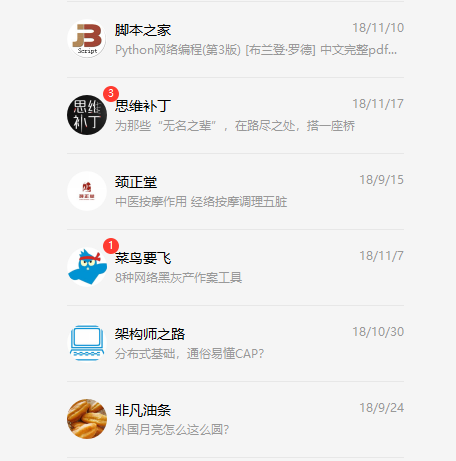 JB
Script
脚本之家
18/11/10
Python网络编程(第3版) [布兰登·罗德] 中文完整pdf...
3
思维
补丁
思维补丁
18/11/17
为那些“无名之辈”，在路尽之处，搭一座桥
颈正堂
18/9/15
中医按摩作用 经络按摩调理五脏
1
菜鸟要飞
18/11/7
8种网络黑灰产作案工具
架构师之路
18/10/30
分布式基础，通俗易懂CAP？
非凡油条
18/9/24
外国月亮怎么这么圆？